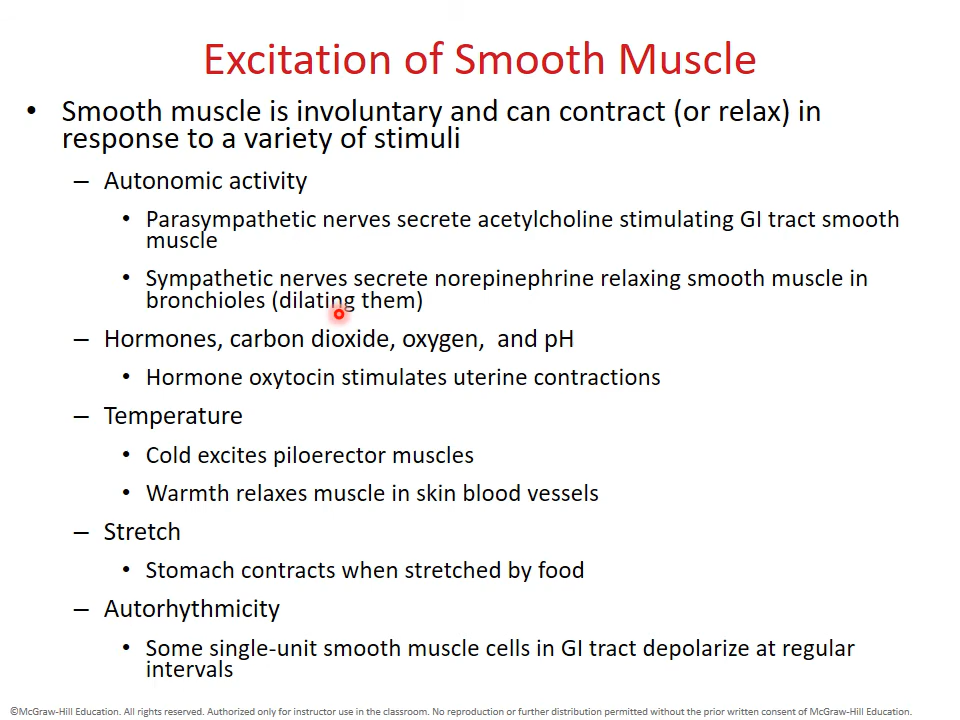 Excitation of Smooth Muscle
• Smooth muscle is involuntary and can contract (or relax) in
response to a variety of stimuli
– Autonomic activity
• Parasympathetic nerves secrete acetylcholine stimulating GI tract smooth
muscle
• Sympathetic nerves secrete norepinephrine relaxing smooth muscle in
bronchioles (dilating them)
– Hormones, carbon dioxide, oxygen, and pH
• Hormone oxytocin stimulates uterine contractions
– Temperature
• Cold excites piloerector muscles
• Warmth relaxes muscle in skin blood vessels
– Stretch
• Stomach contracts when stretched by food
– Autorhythmicity
• Some single-unit smooth muscle cells in GI tract depolarize at regular
intervals
©McGraw-Hill Education. All rights reserved. Authorized only for instructor use in the classroom. No reproduction or further distribution permitted without the prior written consent of McGraw-Hill Education.